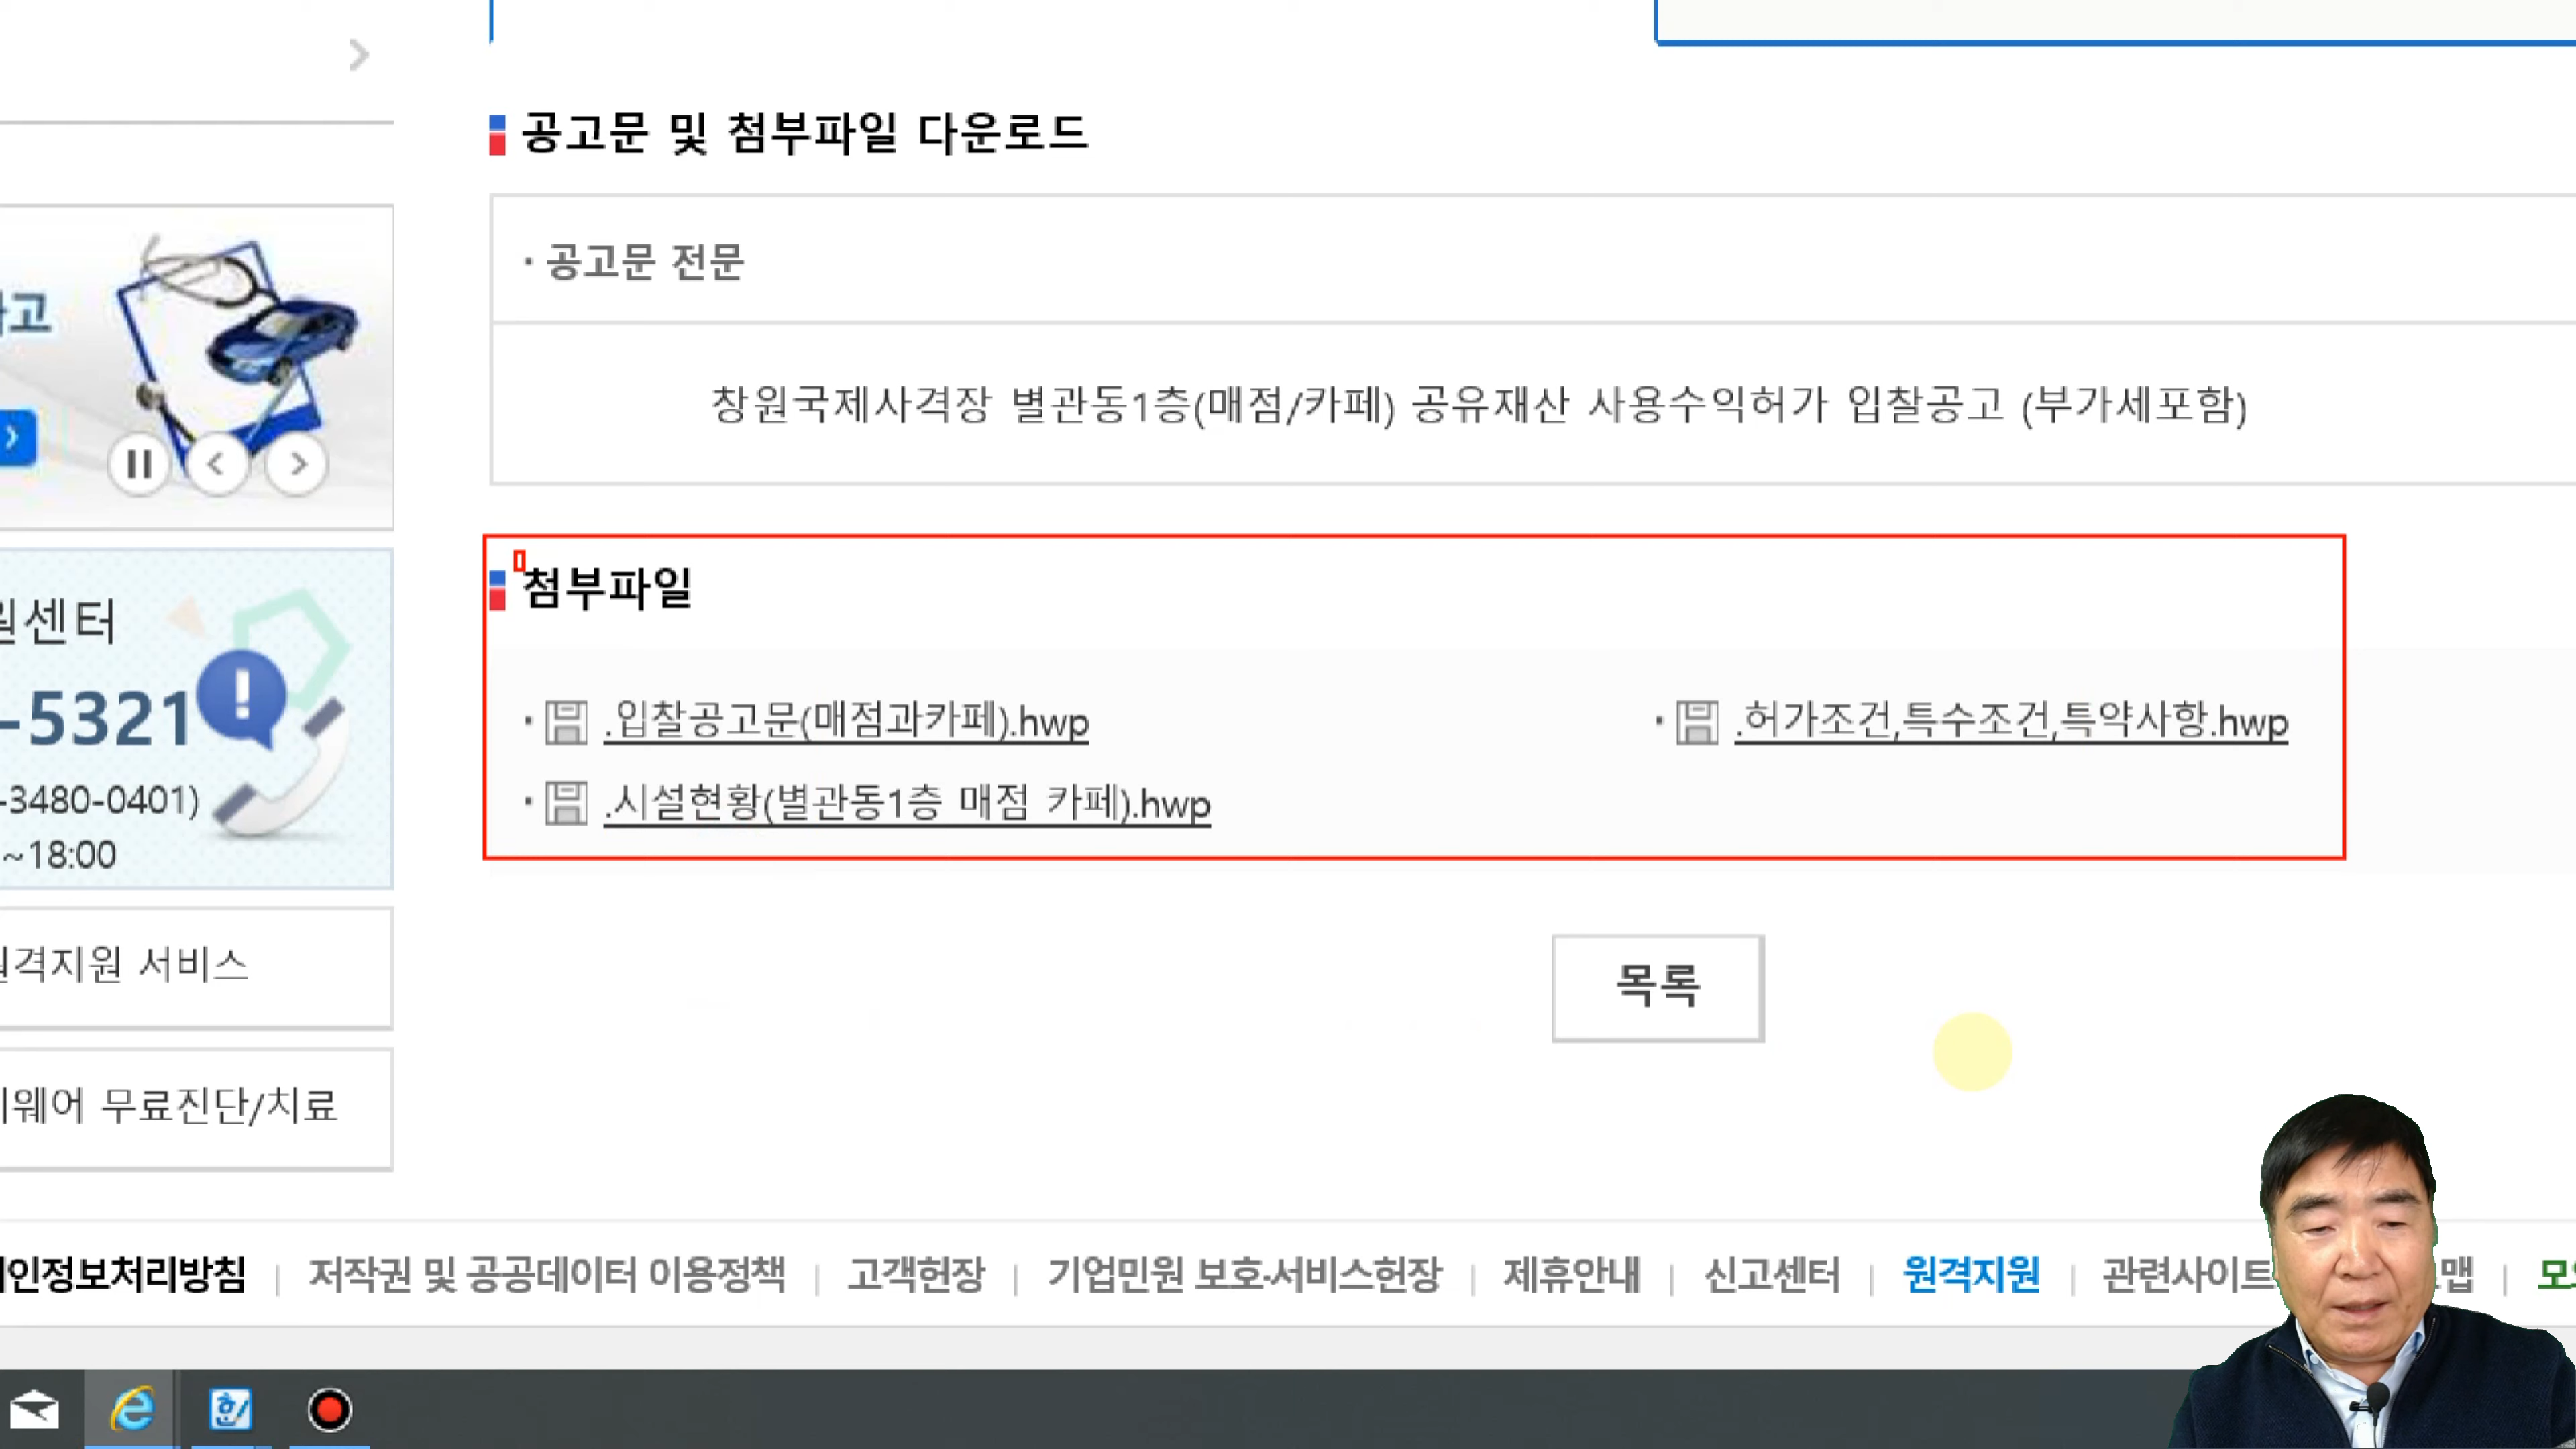 공고문 및 첨부파일 다운로드
· 공고문 전문
창원국제사격장 별관동1층(매점/카페) 공유재산 사용수익허가 입찰공고 (부가세포함)
첨부파일
· .입찰공고문(매점과카페).hwp
· .허가조건,특수조건,특약사항.hwp
· .시설현황(별관동1층 매점 카페).hwp
목록
고
센터
-5321
-3480-0401)
~18:00
격지원 서비스
웨어 무료진단/치료
인정보처리방침 | 저작권 및 공공데이터 이용정책 | 고객헌장 | 기업민원 보호·서비스헌장 | 제휴안내 | 신고센터 | 원격지원 | 관련사이트 맵 |